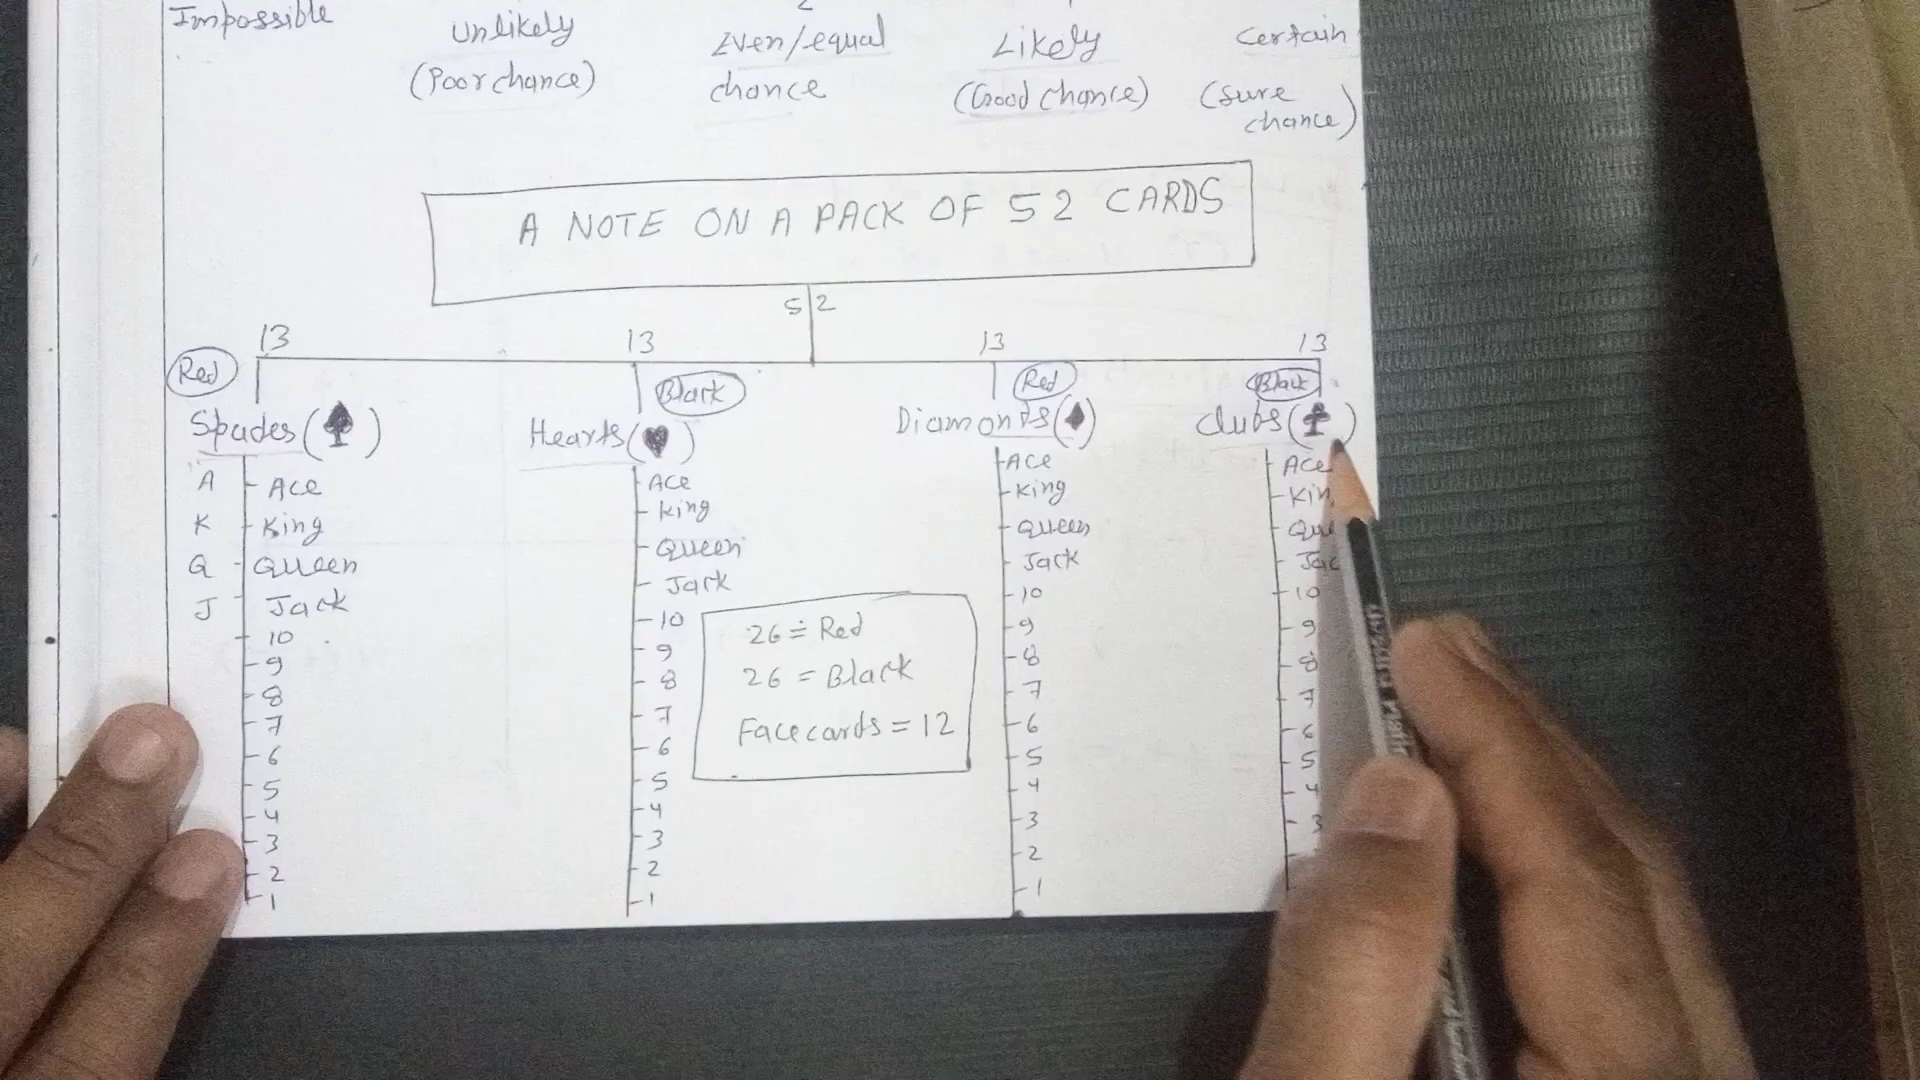 Impossible
Unlikely
(Poor chance)
Even/equal
chance
Likely
(Good chance)
Certain
(Sure
chance)
A NOTE ON A PACK OF 52 CARDS
52
13
13
13
13
Red
Black
Red
Black
Spades (♠)
Hearts (♥)
Diamonds (♦)
Clubs (♣)
A Ace
K King
Q Queen
J Jack
10
9
8
7
6
5
4
3
2
1
Ace
King
Queen
Jack
10
9
8
7
6
5
4
3
2
1
26 = Red
26 = Black
Facecards = 12
Ace
King
Queen
Jack
10
9
8
7
6
5
4
3
2
1
Ace
Kin
Que
Jac
10
9
8
7
6
5
4
3